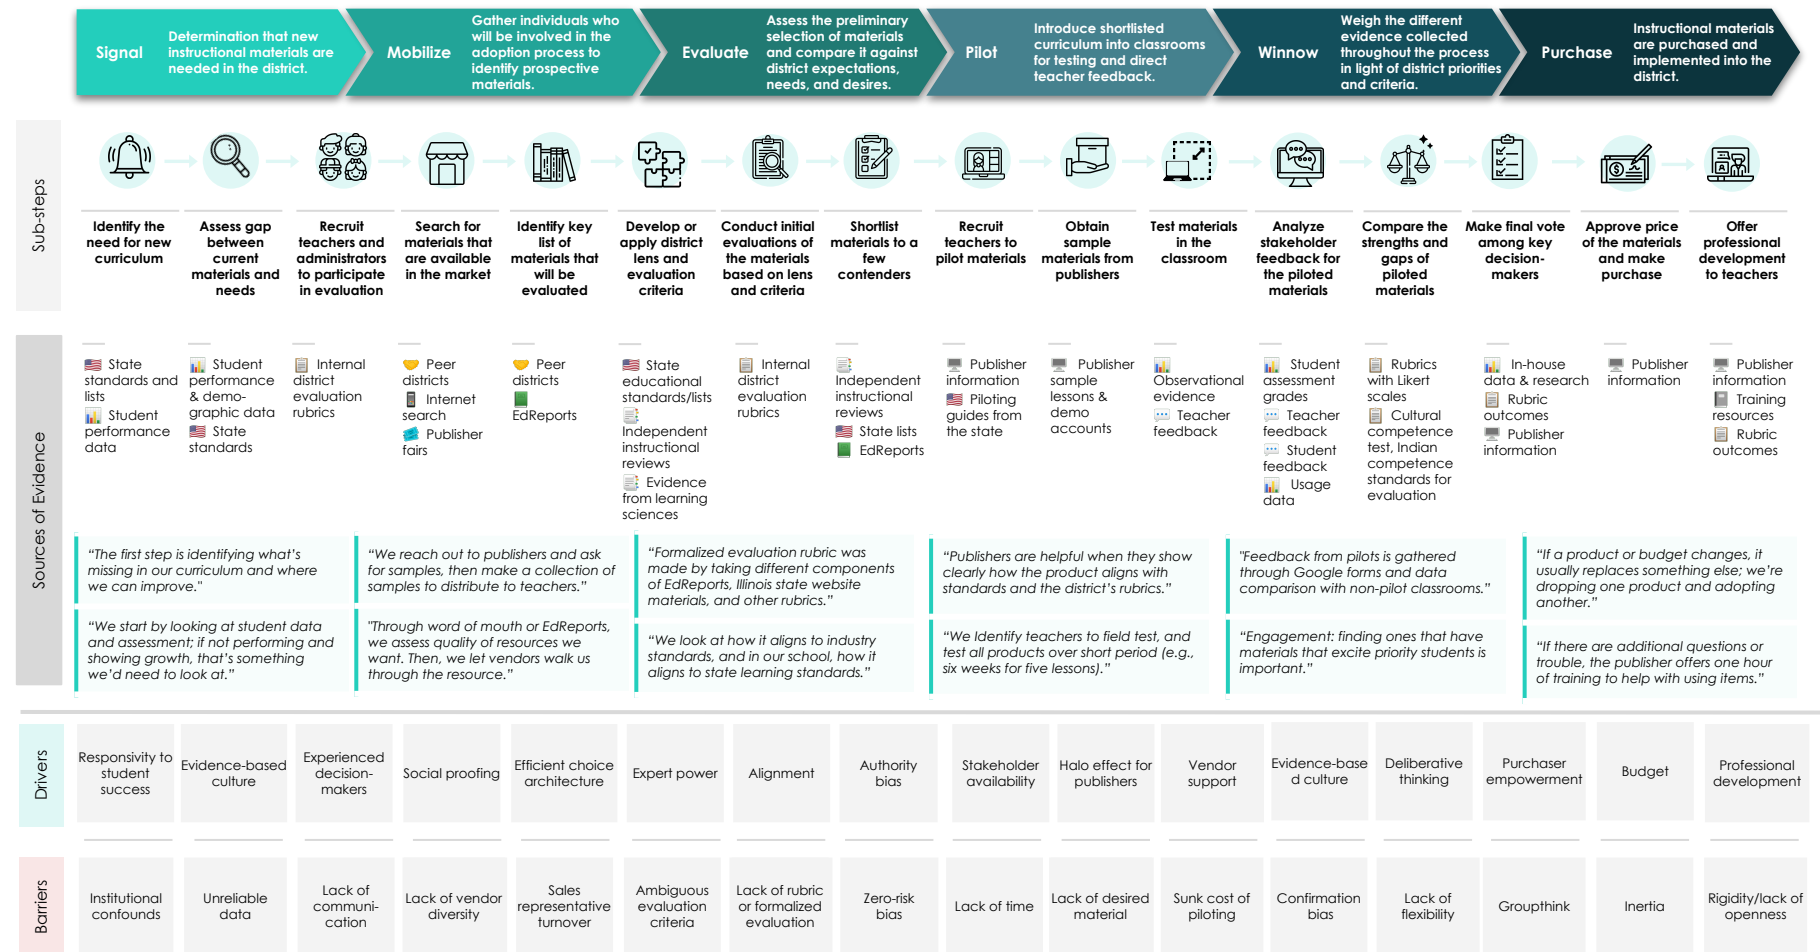 Signal
Determination that new
instructional materials are
needed in the district.
Mobilize
Gather individuals who
will be involved in the
adoption process to
identify prospective
materials.
Evaluate
Assess the preliminary
selection of materials
and compare it against
district expectations,
needs, and desires.
Pilot
Introduce shortlisted
curriculum into classrooms
for testing and direct
teacher feedback.
Winnow
Weigh the different
evidence collected
throughout the process
in light of district priorities
and criteria.
Purchase
Instructional materials
are purchased and
implemented into the
district.
Sub-steps
Identify the
need for new
curriculum
Assess gap
between
current
materials and
needs
Recruit
teachers and
administrators
to participate
in evaluation
Search for
materials that
are available
in the market
Identify key
list of
materials that
will be
evaluated
Develop or
apply district
lens and
evaluation
criteria
Conduct initial
evaluations of
the materials
based on lens
and criteria
Shortlist
materials to a
few
contenders
Recruit
teachers to
pilot materials
Obtain
sample
materials from
publishers
Test materials
in the
classroom
Analyze
stakeholder
feedback for
the piloted
materials
Compare the
strengths and
gaps of
piloted
materials
Make final vote
among key
decision-
makers
Approve price
of the materials
and make
purchase
Offer
professional
development
to teachers
Sources of Evidence
State
standards and
lists
Student
performance
data
Student
performance
& demo-
graphic data
State
standards
Internal
district
evaluation
rubrics
Peer
districts
Internet
search
Publisher
fairs
Peer
districts
EdReports
State
educational
standards/lists
Independent
instructional
reviews
Evidence
from learning
sciences
Internal
district
evaluation
rubrics
Independent
instructional
reviews
State lists
EdReports
Publisher
information
Piloting
guides from
the state
Publisher
sample
lessons &
demo
accounts
Observational
evidence
Teacher
feedback
Student
assessment
grades
Teacher
feedback
Student
feedback
Usage
data
Rubrics
with Likert
scales
Cultural
competence
test, Indian
competence
standards for
evaluation
In-house
data & research
Rubric
outcomes
Publisher
information
Publisher
information
Publisher
information
Training
resources
Rubric
outcomes
“The first step is identifying what’s
missing in our curriculum and where
we can improve."
“We start by looking at student data
and assessment; if not performing and
showing growth, that’s something
we’d need to look at.”
“We reach out to publishers and ask
for samples, then make a collection of
samples to distribute to teachers.”
"Through word of mouth or EdReports,
we assess quality of resources we
want. Then, we let vendors walk us
through the resource.”
“Formalized evaluation rubric was
made by taking different components
of EdReports, Illinois state website
materials, and other rubrics.”
“We look at how it aligns to industry
standards, and in our school, how it
aligns to state learning standards.”
“Publishers are helpful when they show
clearly how the product aligns with
standards and the district’s rubrics.”
“We Identify teachers to field test, and
test all products over short period (e.g.,
six weeks for five lessons).”
"Feedback from pilots is gathered
through Google forms and data
comparison with non-pilot classrooms.”
“Engagement: finding ones that have
materials that excite priority students is
important.”
“If a product or budget changes, it
usually replaces something else; we’re
dropping one product and adopting
another.”
“If there are additional questions or
trouble, the publisher offers one hour
of training to help with using items.”
Drivers
Responsivity to
student
success
Evidence-based
culture
Experienced
decision-
makers
Social proofing
Efficient choice
architecture
Expert power
Alignment
Authority
bias
Stakeholder
availability
Halo effect for
publishers
Vendor
support
Evidence-base
d culture
Deliberative
thinking
Purchaser
empowerment
Budget
Professional
development
Barriers
Institutional
confounds
Unreliable
data
Lack of
communi-
cation
Lack of vendor
diversity
Sales
representative
turnover
Ambiguous
evaluation
criteria
Lack of rubric
or formalized
evaluation
Zero-risk
bias
Lack of time
Lack of desired
material
Sunk cost of
piloting
Confirmation
bias
Lack of
flexibility
Groupthink
Inertia
Rigidity/lack of
openness